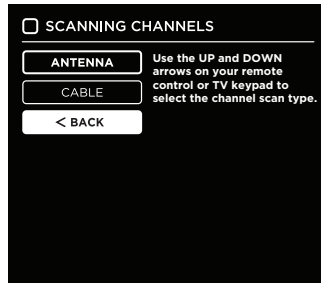 SCANNING CHANNELS
ANTENNA
CABLE
< BACK
Use the UP and DOWN
arrows on your remote
control or TV keypad to
select the channel scan type.